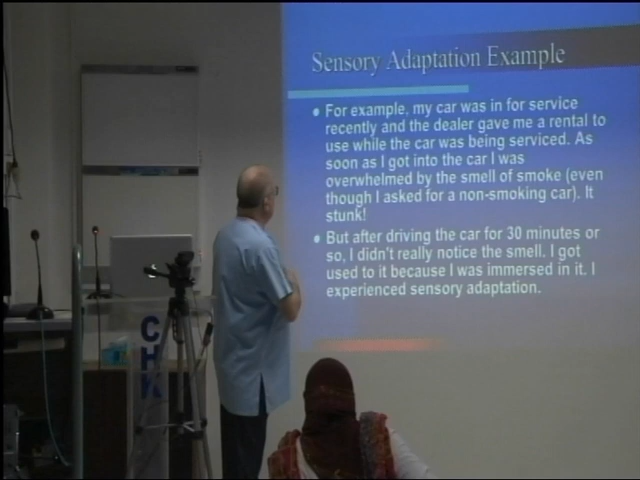 Sensory Adaptation Example
For example, my car was in for service
recently and the dealer gave me a rental to
use while the car was being serviced. As
soon as I got into the car I was
overwhelmed by the smell of smoke (even
though I asked for a non-smoking car). It
stunk!
But after driving the car for 30 minutes or
so, I didn't really notice the smell. I got
used to it because I was immersed in it. I
experienced sensory adaptation.
CHK